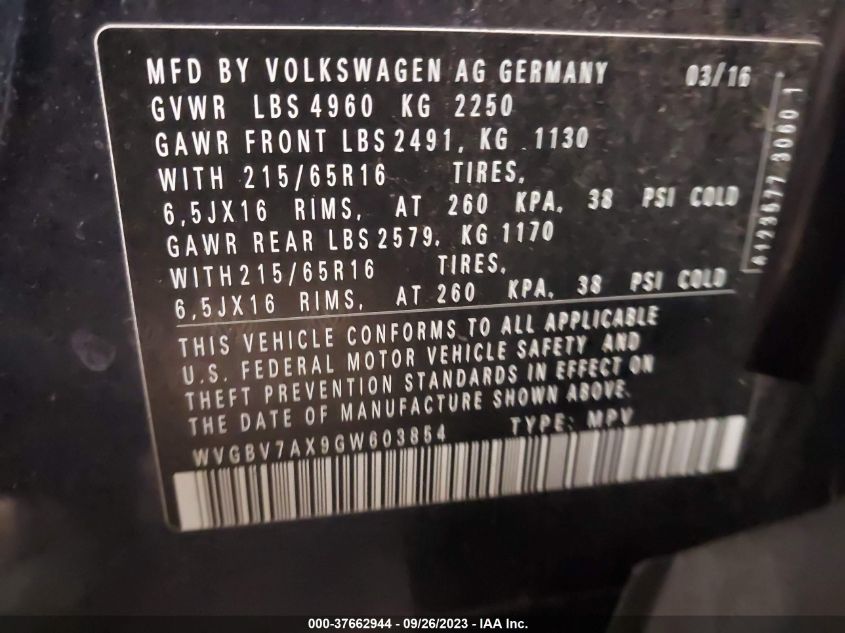 MFD BY VOLKSWAGEN AG GERMANY 03/16
GVWR LBS 4960 KG 2250
GAWR FRONT LBS 2491, KG 1130
WITH 215/65R16 TIRES,
6,5JX16 RIMS, AT 260 KPA, 38 PSI COLD
GAWR REAR LBS 2579, KG 1170
WITH 215/65R16 TIRES,
6,5JX16 RIMS, AT 260 KPA, 38 PSI COLD
THIS VEHICLE CONFORMS TO ALL APPLICABLE
U.S. FEDERAL MOTOR VEHICLE SAFETY AND
THEFT PREVENTION STANDARDS IN EFFECT ON
THE DATE OF MANUFACTURE SHOWN ABOVE.
WVGBV7AX9GW603854 TYPE: MPV
000-37662944 - 09/26/2023 - IAA Inc.